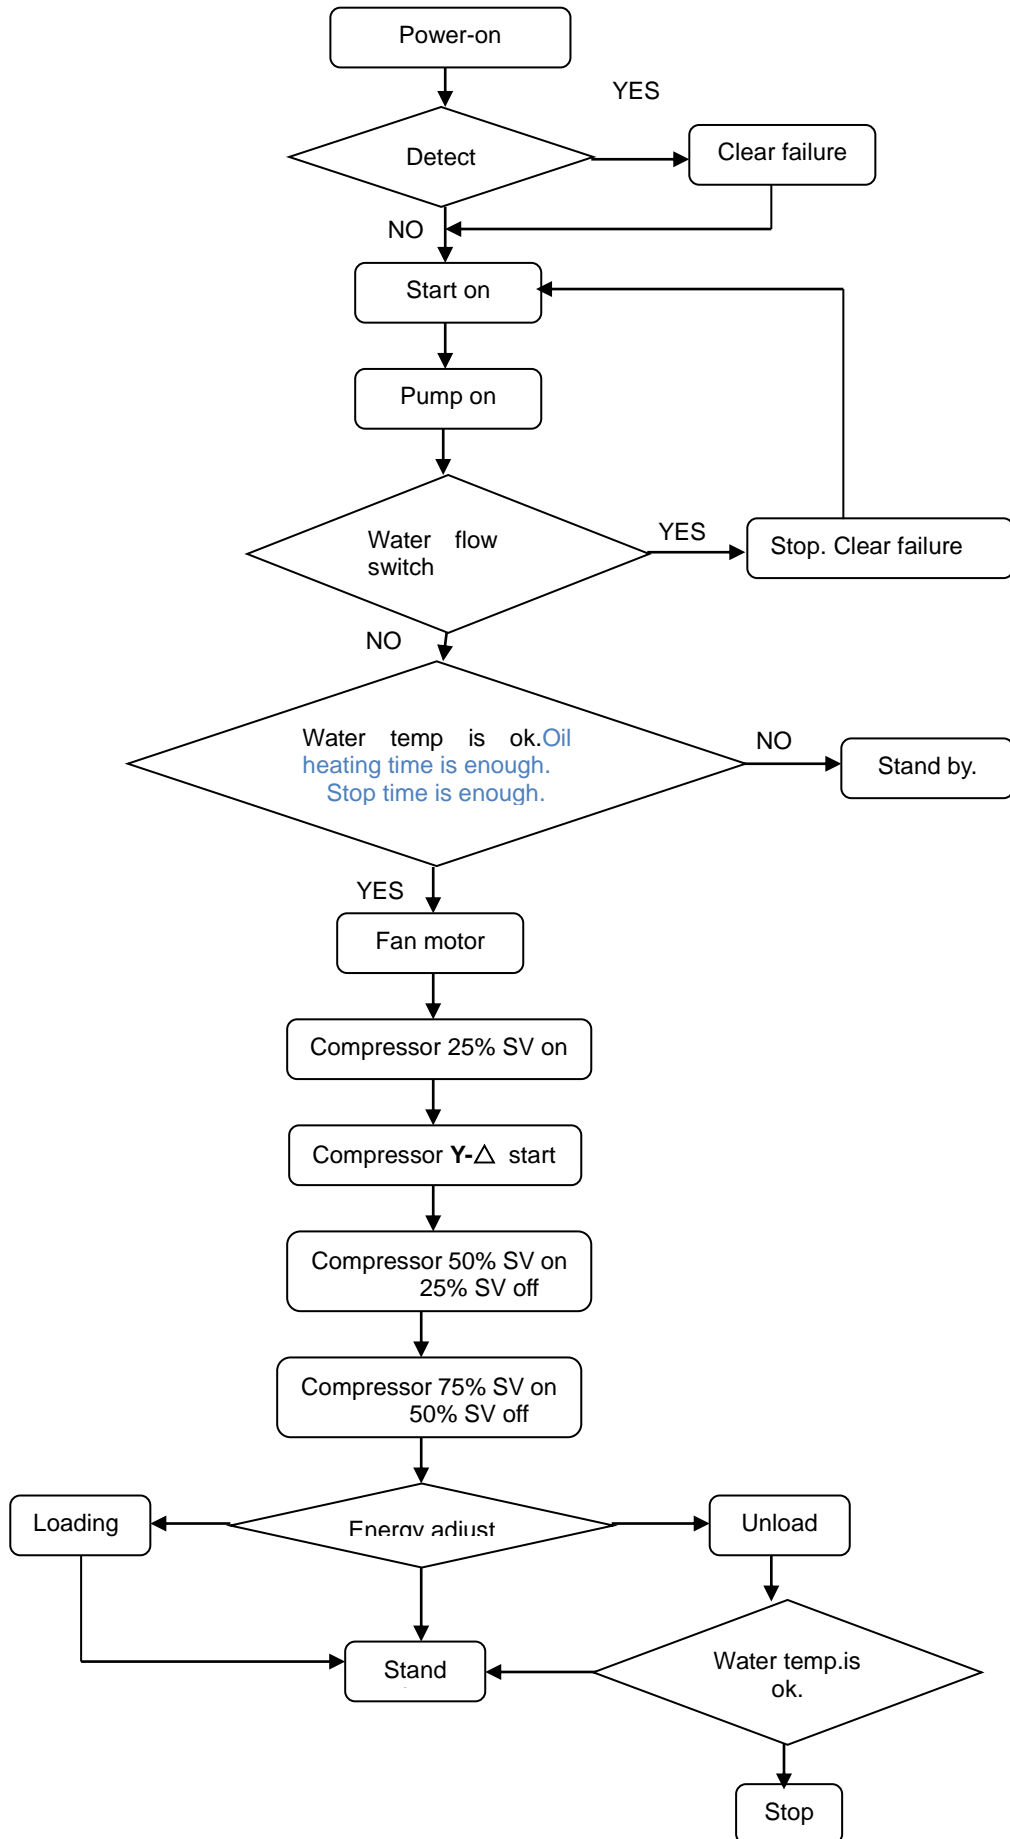 Power-on
YES
Detect
Clear failure
NO
Start on
Pump on
Water flow
switch
YES
Stop. Clear failure
NO
Water temp is ok.Oil
heating time is enough.
Stop time is enough.
NO
Stand by.
YES
Fan motor
Compressor 25% SV on
Compressor Y-△ start
Compressor 50% SV on
25% SV off
Compressor 75% SV on
50% SV off
Loading
Energy adjust
Unload
Stand
Water temp.is
ok.
Stop